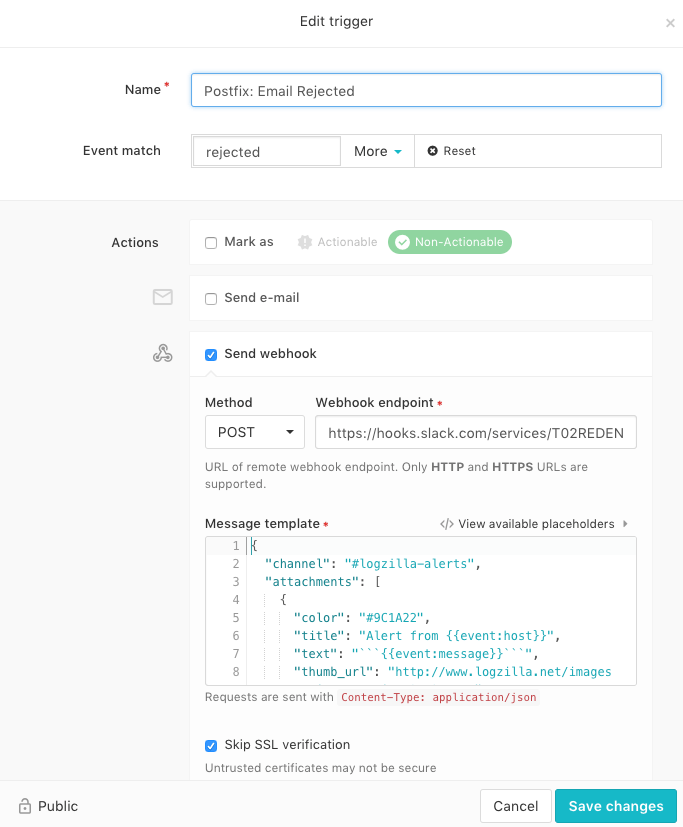 Edit trigger ×
Name *
Postfix: Email Rejected
Event match
rejected More Reset
Actions
Mark as Actionable Non-Actionable
Send e-mail
Send webhook
Method Webhook endpoint *
POST https://hooks.slack.com/services/T02REDEN
URL of remote webhook endpoint. Only HTTP and HTTPS URLs are
supported.
Message template * </> View available placeholders
1 {
2 "channel": "#logzilla-alerts",
3 "attachments": [
4 {
5 "color": "#9C1A22",
6 "title": "Alert from {{event:host}}",
7 "text": "```{{event:message}}```",
8 "thumb_url": "http://www.logzilla.net/images
Requests are sent with Content-Type: application/json
Skip SSL verification
Untrusted certificates may not be secure
Public Cancel Save changes